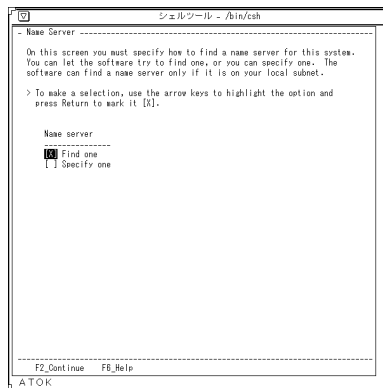 シェルツール - /bin/csh
- Name Server
On this screen you must specify how to find a name server for this system.
You can let the software try to find one, or you can specify one. The
software can find a name server only if it is on your local subnet.
> To make a selection, use the arrow keys to highlight the option and
press Return to mark it [X].
Name server
[X] Find one
[ ] Specify one
F2_Continue F6_Help
ATOK